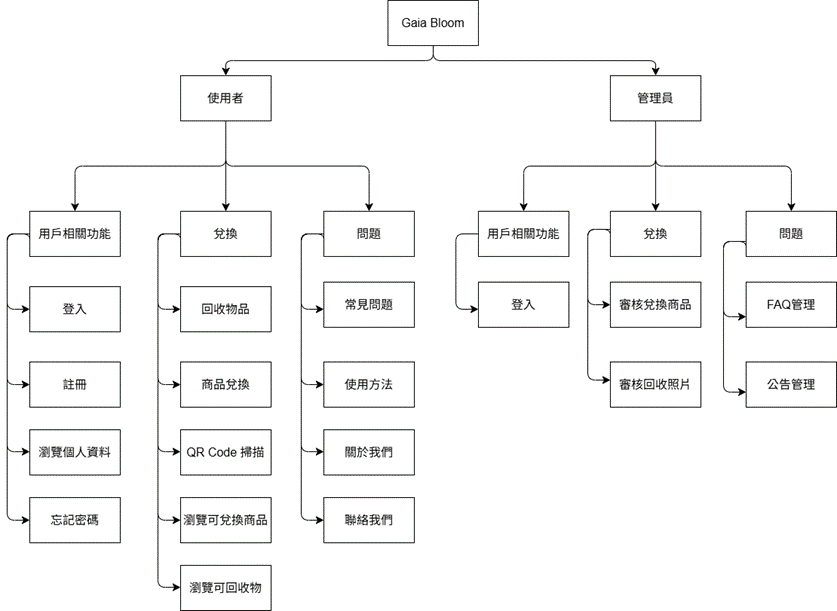 Gaia Bloom
使用者
管理員
用戶相關功能
兌換
問題
用戶相關功能
兌換
問題
登入
回收物品
常見問題
登入
審核兌換商品
FAQ管理
註冊
商品兌換
使用方法
審核回收照片
公告管理
瀏覽個人資料
QR Code 掃描
關於我們
忘記密碼
瀏覽可兌換商品
聯絡我們
瀏覽可回收物